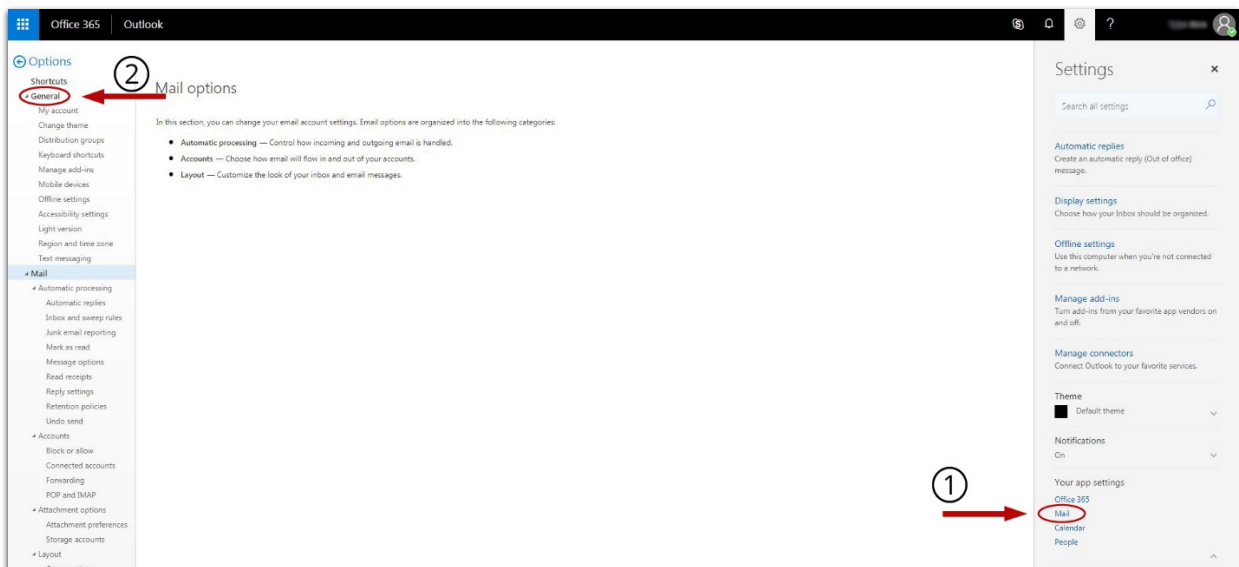 Office 365 Outlook
?
Options
Shortcuts
General
My account
Change theme
Distribution groups
Keyboard shortcuts
Manage add-ins
Mobile devices
Offline settings
Accessibility settings
Light version
Region and time zone
Text messaging
Mail
Automatic processing
Automatic replies
Inbox and sweep rules
Junk email reporting
Mark as read
Message options
Read receipts
Reply settings
Retention policies
Undo send
Accounts
Block or allow
Connected accounts
Forwarding
POP and IMAP
Attachment options
Attachment preferences
Storage accounts
Layout
2
Mail options
In this section, you can change your email account settings. Email options are organized into the following categories:
• Automatic processing — Control how incoming and outgoing email is handled.
• Accounts — Choose how email will flow in and out of your accounts.
• Layout — Customize the look of your inbox and email messages.
1
Settings
Search all settings
Automatic replies
Create an automatic reply (Out of office)
message.
Display settings
Choose how your Inbox should be organized.
Offline settings
Use this computer when you're not connected
to a network.
Manage add-ins
Turn add-ins from your favorite app vendors on
and off.
Manage connectors
Connect Outlook to your favorite services.
Theme
Default theme
Notifications
On
Your app settings
Office 365
Mail
Calendar
People